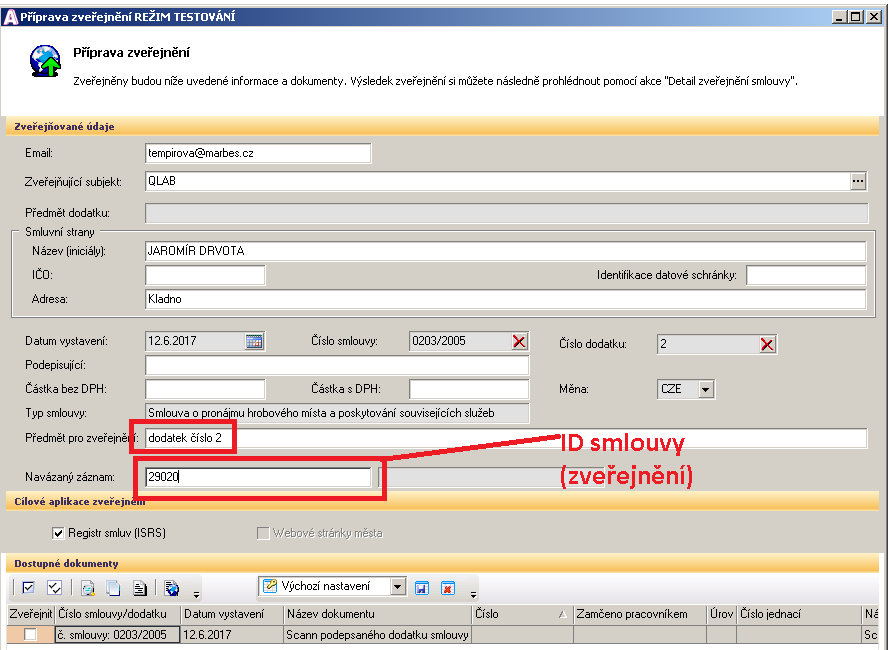 Příprava zveřejnění REŽIM TESTOVÁNÍ
Příprava zveřejnění
Zveřejněny budou níže uvedené informace a dokumenty. Výsledek zveřejnění si můžete následně prohlédnout pomocí akce "Detail zveřejnění smlouvy".
Zveřejňované údaje
Email: tempirova@marbes.cz
Zveřejňující subjekt: QLAB
Předmět dodatku:
Smluvní strany
Název (iniciály): JAROMÍR DRVOTA
IČO: Identifikace datové schránky:
Adresa: Kladno
Datum vystavení: 12.6.2017 Číslo smlouvy: 0203/2005 Číslo dodatku: 2
Podepisující:
Částka bez DPH: Částka s DPH: Měna: CZE
Typ smlouvy: Smlouva o pronájmu hrobového místa a poskytování souvisejících služeb
Předmět pro zveřejnění: dodatek číslo 2
ID smlouvy
(zveřejnění)
Navázaný záznam: 29020
Cílové aplikace zveřejnění
Registr smluv (ISRS) Webové stránky města
Dostupné dokumenty
Výchozí nastavení
Zveřejnit Číslo smlouvy/dodatku Datum vystavení Název dokumentu Číslo Zamčeno pracovníkem Úrov Číslo jednací Ná
č. smlouvy: 0203/2005 12.6.2017 Scann podepsaného dodatku smlouvy Sc